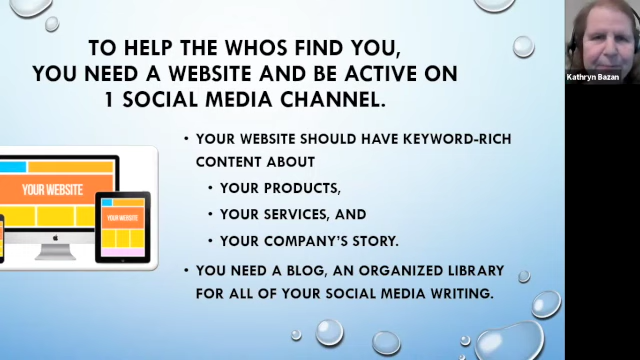 TO HELP THE WHOS FIND YOU,
YOU NEED A WEBSITE AND BE ACTIVE ON
1 SOCIAL MEDIA CHANNEL.
• YOUR WEBSITE SHOULD HAVE KEYWORD-RICH
CONTENT ABOUT
• YOUR PRODUCTS,
• YOUR SERVICES, AND
• YOUR COMPANY'S STORY.
• YOU NEED A BLOG, AN ORGANIZED LIBRARY
FOR ALL OF YOUR SOCIAL MEDIA WRITING.
YOUR WEBSITE
YOUR WEBSITE
Kathryn Bazan